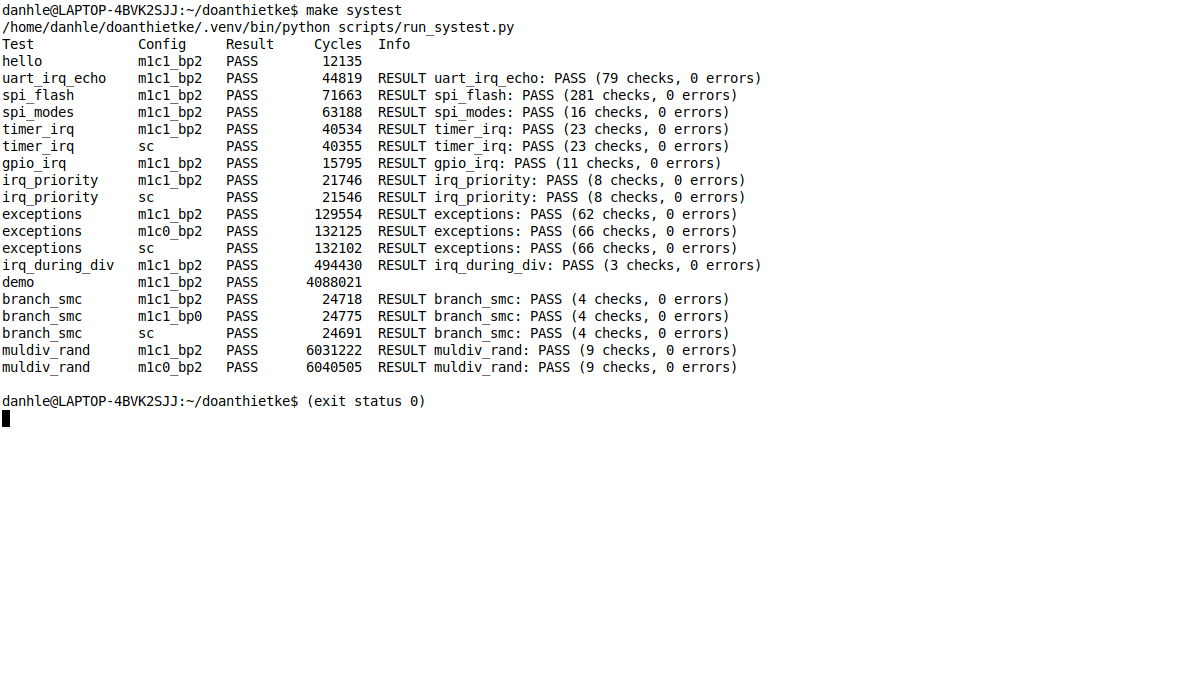 danhle@LAPTOP-4BVK2SJJ:~/doanthietke$ make systest
/home/danhle/doanthietke/.venv/bin/python scripts/run_systest.py
Test             Config     Result     Cycles  Info
hello            m1c1_bp2   PASS        12135
uart_irq_echo    m1c1_bp2   PASS        44819  RESULT uart_irq_echo: PASS (79 checks, 0 errors)
spi_flash        m1c1_bp2   PASS        71663  RESULT spi_flash: PASS (281 checks, 0 errors)
spi_modes        m1c1_bp2   PASS        63188  RESULT spi_modes: PASS (16 checks, 0 errors)
timer_irq        m1c1_bp2   PASS        40534  RESULT timer_irq: PASS (23 checks, 0 errors)
timer_irq        sc         PASS        40355  RESULT timer_irq: PASS (23 checks, 0 errors)
gpio_irq         m1c1_bp2   PASS        15795  RESULT gpio_irq: PASS (11 checks, 0 errors)
irq_priority     m1c1_bp2   PASS        21746  RESULT irq_priority: PASS (8 checks, 0 errors)
irq_priority     sc         PASS        21546  RESULT irq_priority: PASS (8 checks, 0 errors)
exceptions       m1c1_bp2   PASS       129554  RESULT exceptions: PASS (62 checks, 0 errors)
exceptions       m1c0_bp2   PASS       132125  RESULT exceptions: PASS (66 checks, 0 errors)
exceptions       sc         PASS       132102  RESULT exceptions: PASS (66 checks, 0 errors)
irq_during_div   m1c1_bp2   PASS       494430  RESULT irq_during_div: PASS (3 checks, 0 errors)
demo             m1c1_bp2   PASS      4088021
branch_smc       m1c1_bp2   PASS        24718  RESULT branch_smc: PASS (4 checks, 0 errors)
branch_smc       m1c1_bp0   PASS        24775  RESULT branch_smc: PASS (4 checks, 0 errors)
branch_smc       sc         PASS        24691  RESULT branch_smc: PASS (4 checks, 0 errors)
muldiv_rand      m1c1_bp2   PASS      6031222  RESULT muldiv_rand: PASS (9 checks, 0 errors)
muldiv_rand      m1c0_bp2   PASS      6040505  RESULT muldiv_rand: PASS (9 checks, 0 errors)
danhle@LAPTOP-4BVK2SJJ:~/doanthietke$ (exit status 0)